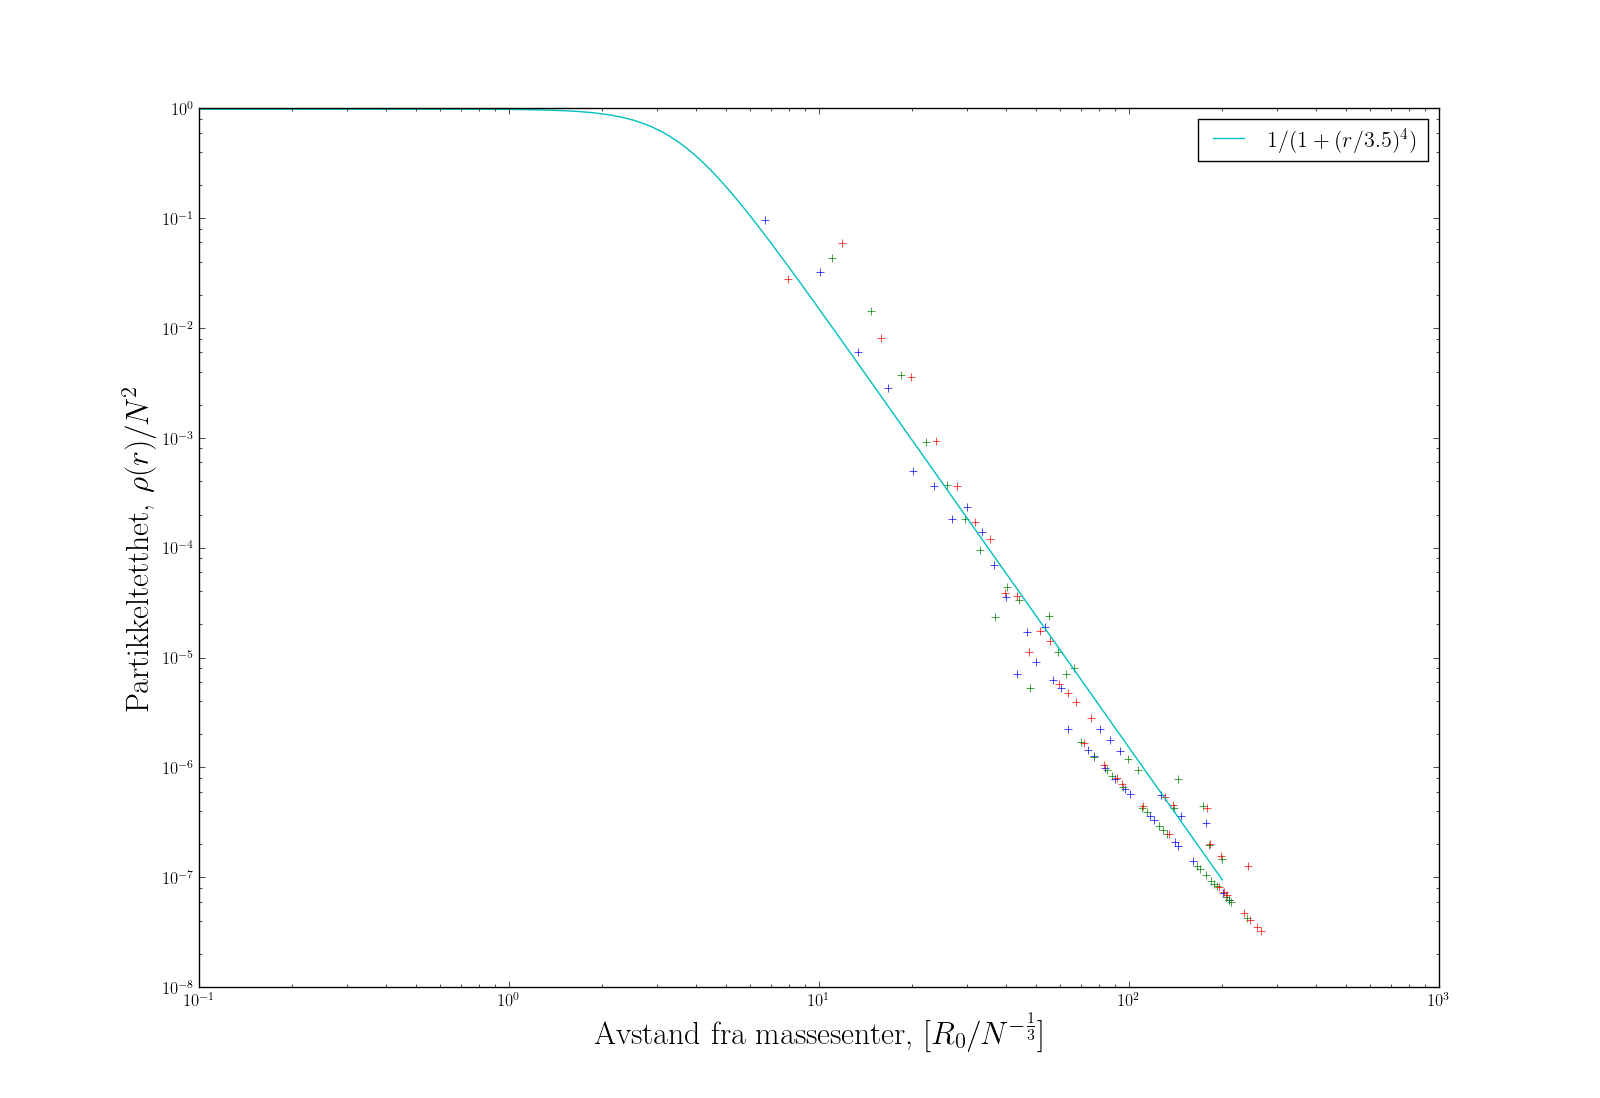 10⁰
10⁻¹
10⁻²
10⁻³
10⁻⁴
10⁻⁵
10⁻⁶
10⁻⁷
10⁻⁸
Partikkeltetthet, ρ(r)/N²
1/(1 + (r/3.5)⁴)
10⁻¹ 10⁰ 10¹ 10² 10³
Avstand fra massesenter, [R₀/N^{-1/3}]